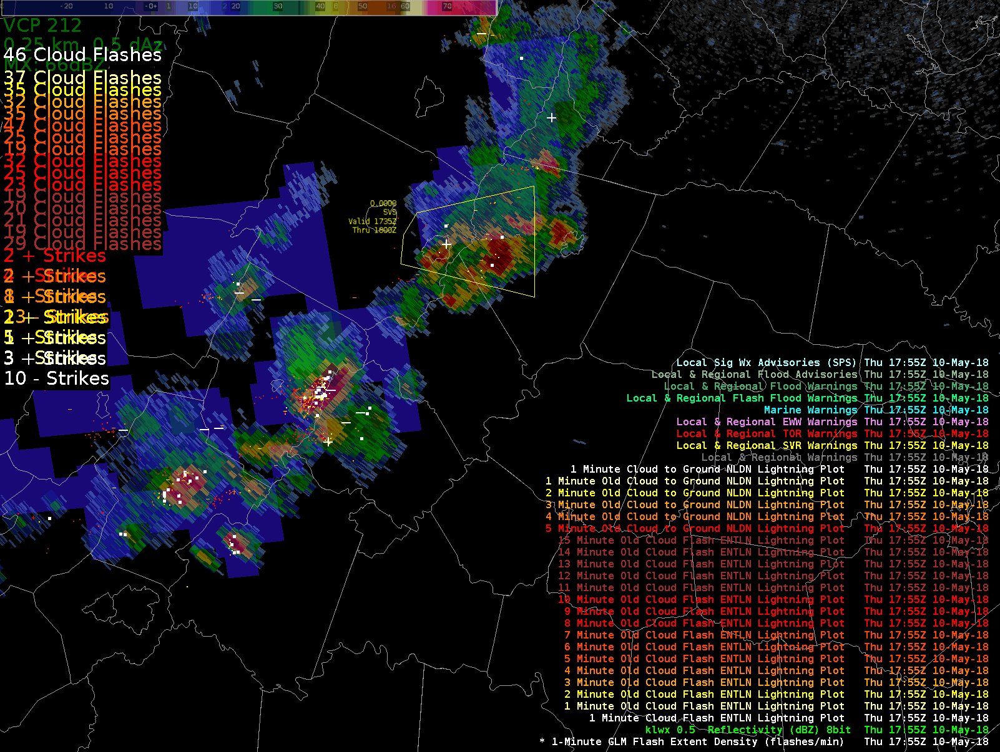 -20 10 -0+ 1 10 2 20 30 40 8 50 16 60 70
VCP 212
0.25 km 0.5 dAz
46 Cloud Flashes
MX: 66dBZ
37 Cloud Flashes
35 Cloud Flashes
32 Cloud Flashes
35 Cloud Flashes
47 Cloud Flashes
25 Cloud Flashes
19 Cloud Flashes
32 Cloud Flashes
25 Cloud Flashes
23 Cloud Flashes
19 Cloud Flashes
20 Cloud Flashes
21 Cloud Flashes
19 Cloud Flashes
29 Cloud Flashes
2 + Strikes
2 + Strikes
+ Strikes
13 - Strikes
2 + Strikes
1 + Strikes
3 + Strikes
10 - Strikes
0.0000
SVS
Valid 1735Z
Thru 1800Z
Local Sig Wx Advisories (SPS) Thu 17:55Z 10-May-18
Local & Regional Flood Advisories Thu 17:55Z 10-May-18
Local & Regional Flood Warnings Thu 17:55Z 10-May-18
Local & Regional Flash Flood Warnings Thu 17:55Z 10-May-18
Marine Warnings Thu 17:55Z 10-May-18
Local & Regional EWW Warnings Thu 17:55Z 10-May-18
Local & Regional TOR Warnings Thu 17:55Z 10-May-18
Local & Regional SVR Warnings Thu 17:55Z 10-May-18
Local & Regional Warnings Thu 17:55Z 10-May-18
1 Minute Cloud to Ground NLDN Lightning Plot Thu 17:55Z 10-May-18
1 Minute Old Cloud to Ground NLDN Lightning Plot Thu 17:55Z 10-May-18
2 Minute Old Cloud to Ground NLDN Lightning Plot Thu 17:55Z 10-May-18
3 Minute Old Cloud to Ground NLDN Lightning Plot Thu 17:55Z 10-May-18
4 Minute Old Cloud to Ground NLDN Lightning Plot Thu 17:55Z 10-May-18
5 Minute Old Cloud to Ground NLDN Lightning Plot Thu 17:55Z 10-May-18
15 Minute Old Cloud Flash ENTLN Lightning Plot Thu 17:55Z 10-May-18
14 Minute Old Cloud Flash ENTLN Lightning Plot Thu 17:55Z 10-May-18
13 Minute Old Cloud Flash ENTLN Lightning Plot Thu 17:55Z 10-May-18
12 Minute Old Cloud Flash ENTLN Lightning Plot Thu 17:55Z 10-May-18
11 Minute Old Cloud Flash ENTLN Lightning Plot Thu 17:55Z 10-May-18
10 Minute Old Cloud Flash ENTLN Lightning Plot Thu 17:55Z 10-May-18
9 Minute Old Cloud Flash ENTLN Lightning Plot Thu 17:55Z 10-May-18
8 Minute Old Cloud Flash ENTLN Lightning Plot Thu 17:55Z 10-May-18
7 Minute Old Cloud Flash ENTLN Lightning Plot Thu 17:55Z 10-May-18
6 Minute Old Cloud Flash ENTLN Lightning Plot Thu 17:55Z 10-May-18
5 Minute Old Cloud Flash ENTLN Lightning Plot Thu 17:55Z 10-May-18
4 Minute Old Cloud Flash ENTLN Lightning Plot Thu 17:55Z 10-May-18
3 Minute Old Cloud Flash ENTLN Lightning Plot Thu 17:55Z 10-May-18
2 Minute Old Cloud Flash ENTLN Lightning Plot Thu 17:55Z 10-May-18
1 Minute Old Cloud Flash ENTLN Lightning Plot Thu 17:55Z 10-May-18
1 Minute Cloud Flash ENTLN Lightning Plot Thu 17:55Z 10-May-18
klwx 0.5 Reflectivity (dBZ) 8bit Thu 17:55Z 10-May-18
* 1-Minute GLM Flash Extent Density (flashes/min) Thu 17:55Z 10-May-18